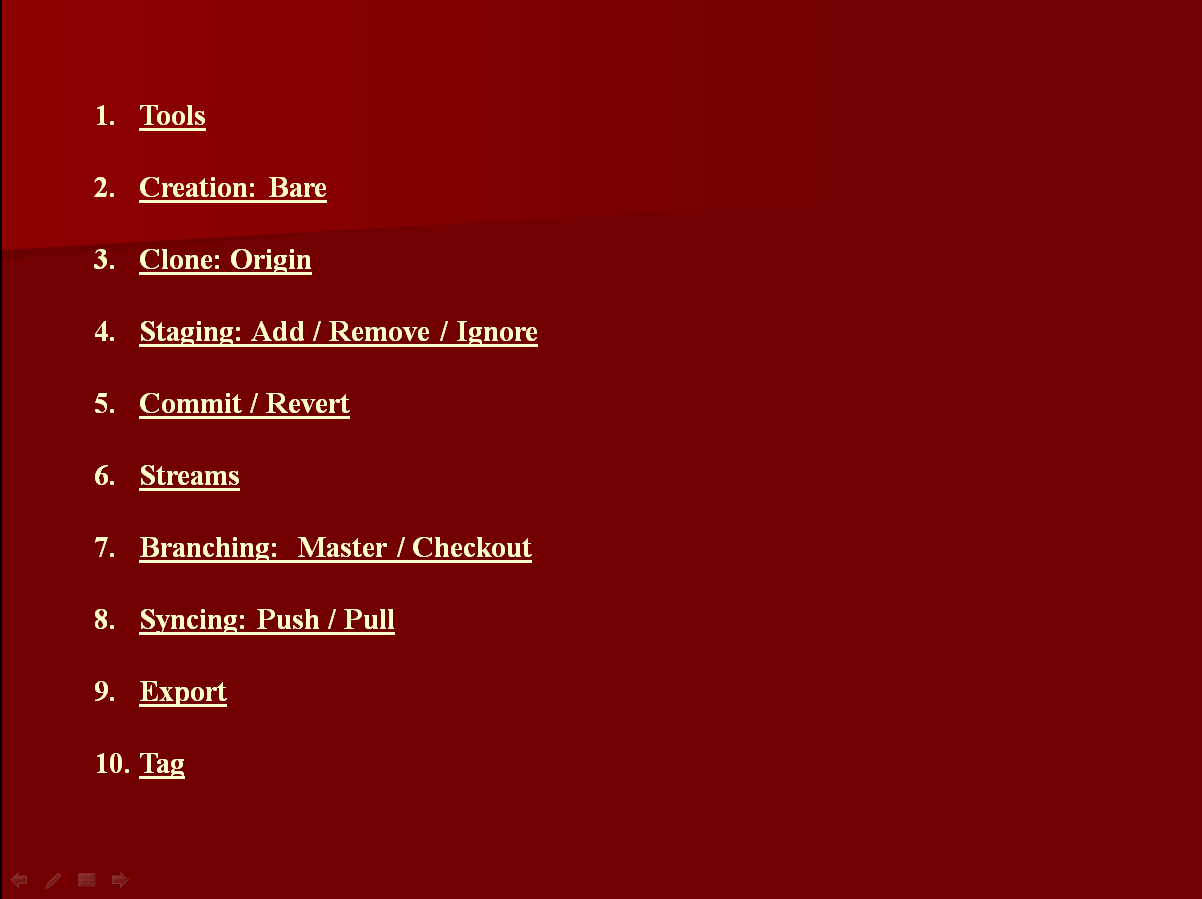 1. Tools
2. Creation: Bare
3. Clone: Origin
4. Staging: Add / Remove / Ignore
5. Commit / Revert
6. Streams
7. Branching: Master / Checkout
8. Syncing: Push / Pull
9. Export
10. Tag